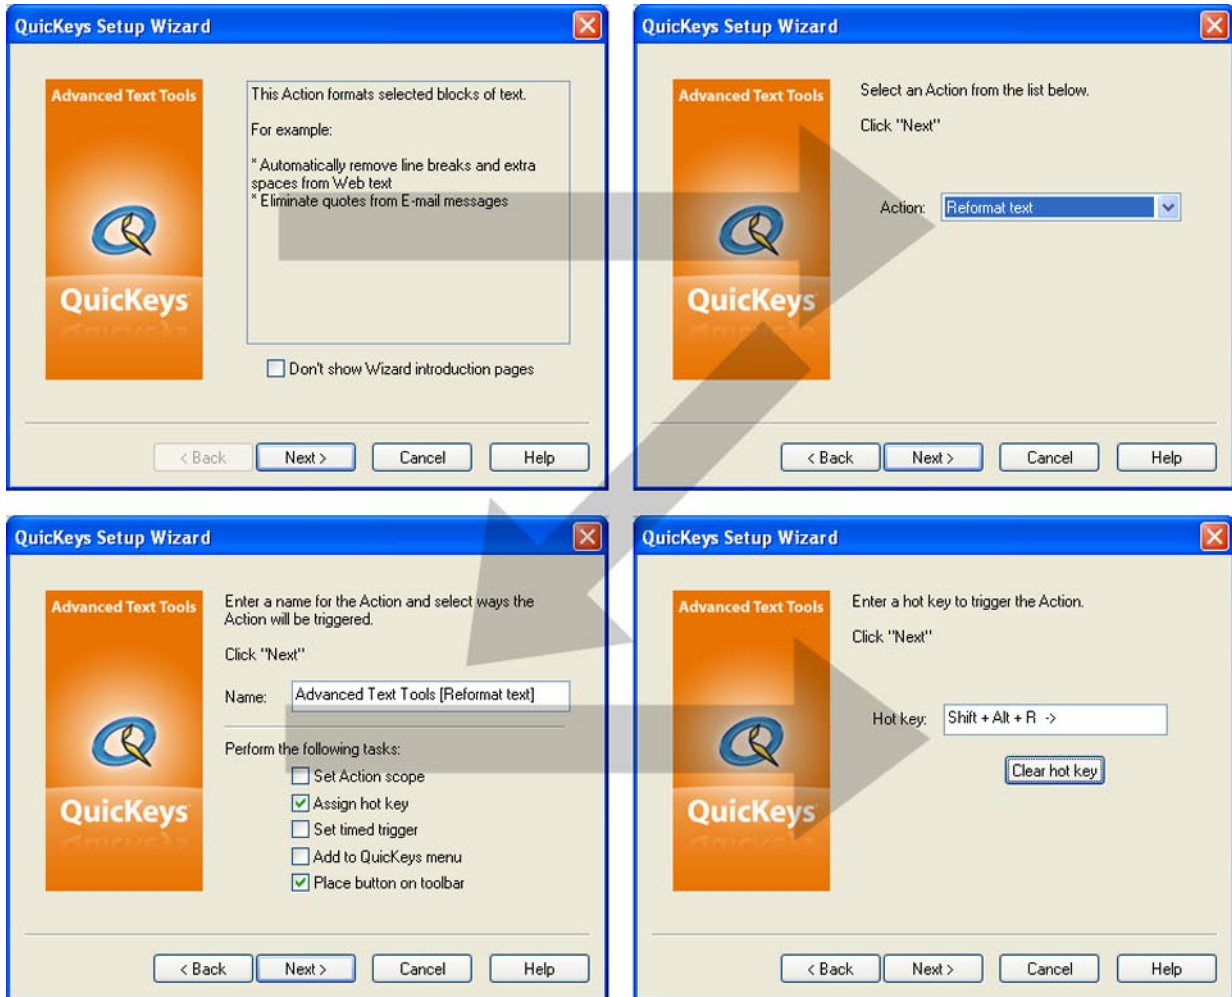 QuicKeys Setup Wizard
Advanced Text Tools
QuicKeys
This Action formats selected blocks of text.
For example:
* Automatically remove line breaks and extra
spaces from Web text
* Eliminate quotes from E-mail messages
Don't show Wizard introduction pages
< Back
Next >
Cancel
Help
QuicKeys Setup Wizard
Advanced Text Tools
QuicKeys
Select an Action from the list below.
Click "Next"
Action: Reformat text
< Back
Next >
Cancel
Help
QuicKeys Setup Wizard
Advanced Text Tools
QuicKeys
Enter a name for the Action and select ways the
Action will be triggered.
Click "Next"
Name: Advanced Text Tools [Reformat text]
Perform the following tasks:
Set Action scope
Assign hot key
Set timed trigger
Add to QuicKeys menu
Place button on toolbar
< Back
Next >
Cancel
Help
QuicKeys Setup Wizard
Advanced Text Tools
QuicKeys
Enter a hot key to trigger the Action.
Click "Next"
Hot key: Shift + Alt + R ->
Clear hot key
< Back
Next >
Cancel
Help